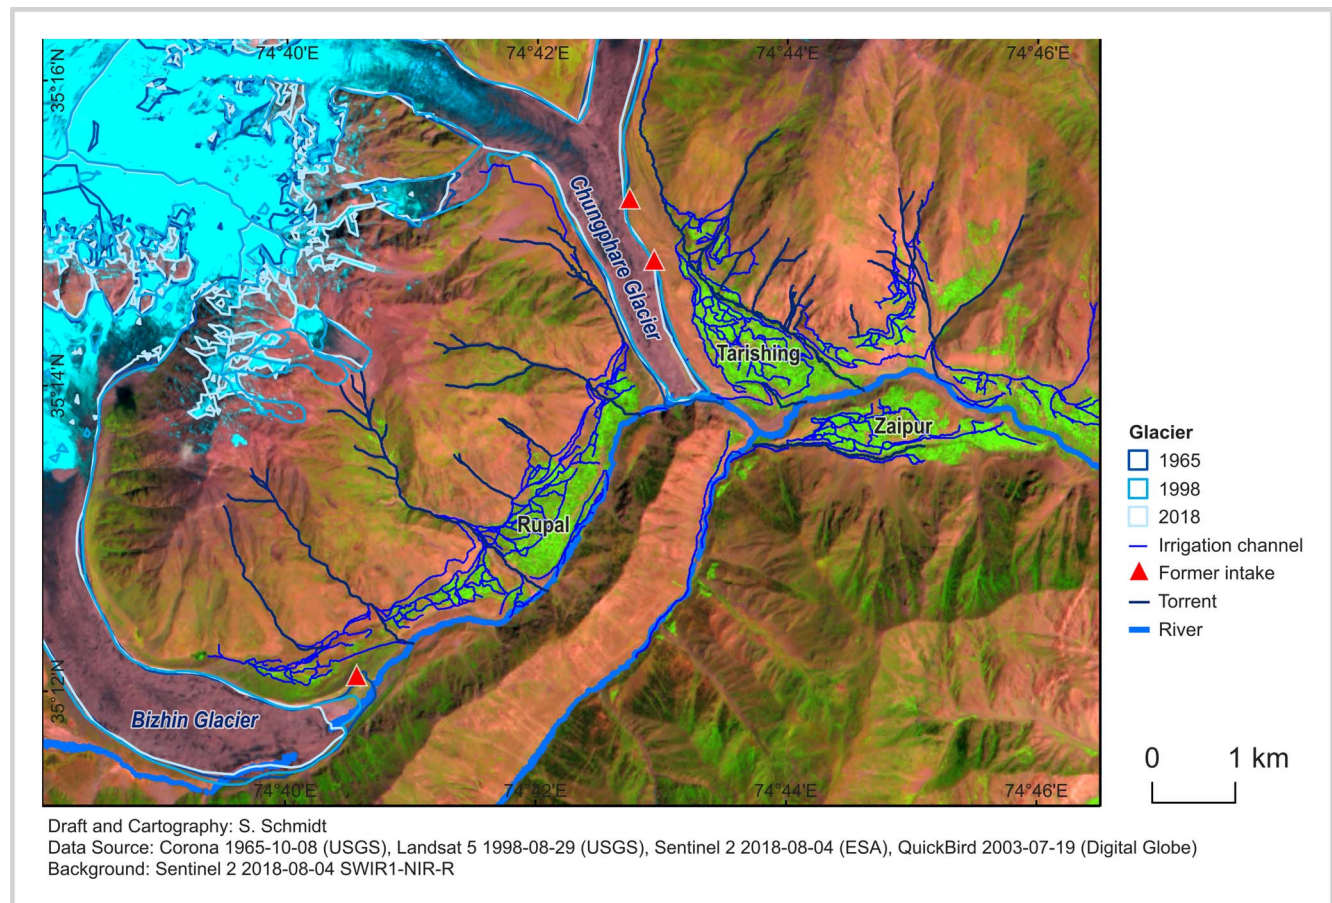 74°40'E 74°42'E 74°44'E 74°46'E
35°16'N
Chungphare Glacier
35°14'N
Tarishing
Zaipur
Rupal
35°12'N
Bizhin Glacier
74°40'E 74°42'E 74°44'E 74°46'E
Glacier
1965
1998
2018
Irrigation channel
Former intake
Torrent
River
0 1 km
Draft and Cartography: S. Schmidt
Data Source: Corona 1965-10-08 (USGS), Landsat 5 1998-08-29 (USGS), Sentinel 2 2018-08-04 (ESA), QuickBird 2003-07-19 (Digital Globe)
Background: Sentinel 2 2018-08-04 SWIR1-NIR-R